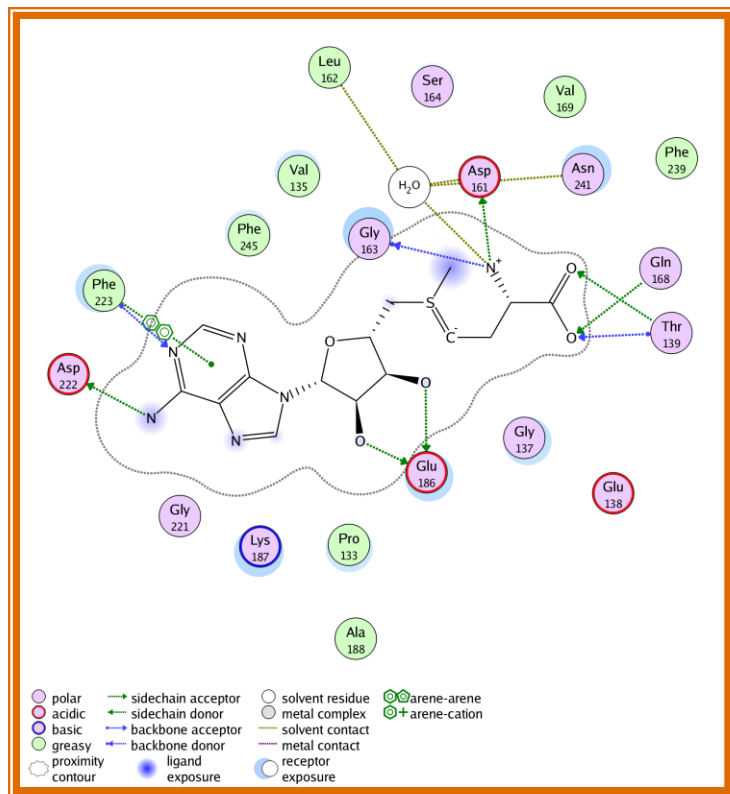 Leu
162
Ser
164
Val
169
Phe
239
Val
135
H2O
Asp
161
Asn
241
Phe
245
Gly
163
Gln
168
Phe
223
N+
O
Thr
139
S
N
N
O
C-
O
Asp
222
N
N
O
N
N
O
Gly
137
Glu
186
Glu
138
Gly
221
Lys
187
Pro
133
Ala
188
polar
acidic
basic
greasy
proximity
contour
sidechain acceptor
sidechain donor
backbone acceptor
backbone donor
ligand
exposure
solvent residue
metal complex
solvent contact
metal contact
receptor
exposure
arene-arene
+ arene-cation